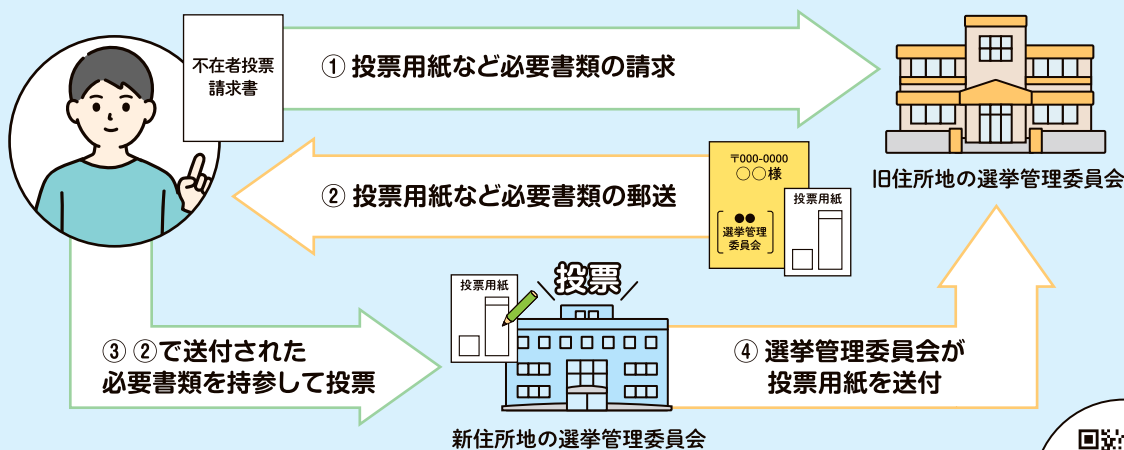 不在者投票
請求書
① 投票用紙など必要書類の請求
旧住所地の選挙管理委員会
② 投票用紙など必要書類の郵送
〒000-0000
○○様
●●
選挙管理
委員会
投票用紙
投票用紙
投票
③ ②で送付された
必要書類を持参して投票
新住所地の選挙管理委員会
④ 選挙管理委員会が
投票用紙を送付